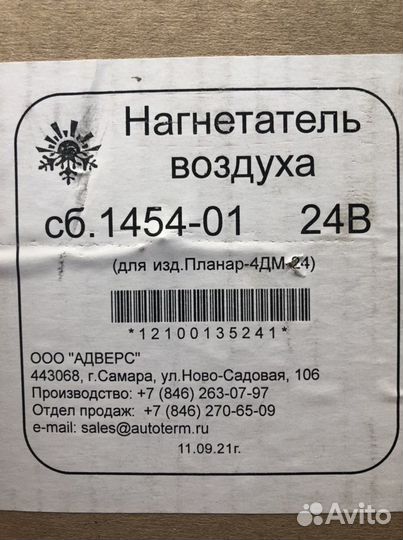 Нагнетатель
воздуха
сб.1454-01 24В
(для изд.Планар-4ДМ-24)
*12100135241*
ООО "АДВЕРС"
443068, г.Самара, ул.Ново-Садовая, 106
Производство: +7 (846) 263-07-97
Отдел продаж: +7 (846) 270-65-09
e-mail: sales@autoterm.ru
11.09.21г.
Avito